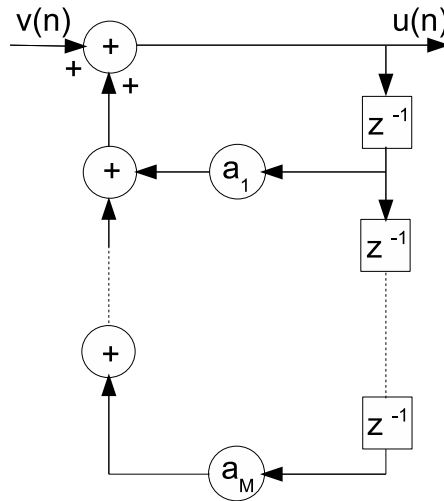 v(n) u(n)
+
+ +
z⁻¹
+ a₁
z⁻¹
+
z⁻¹
a_M